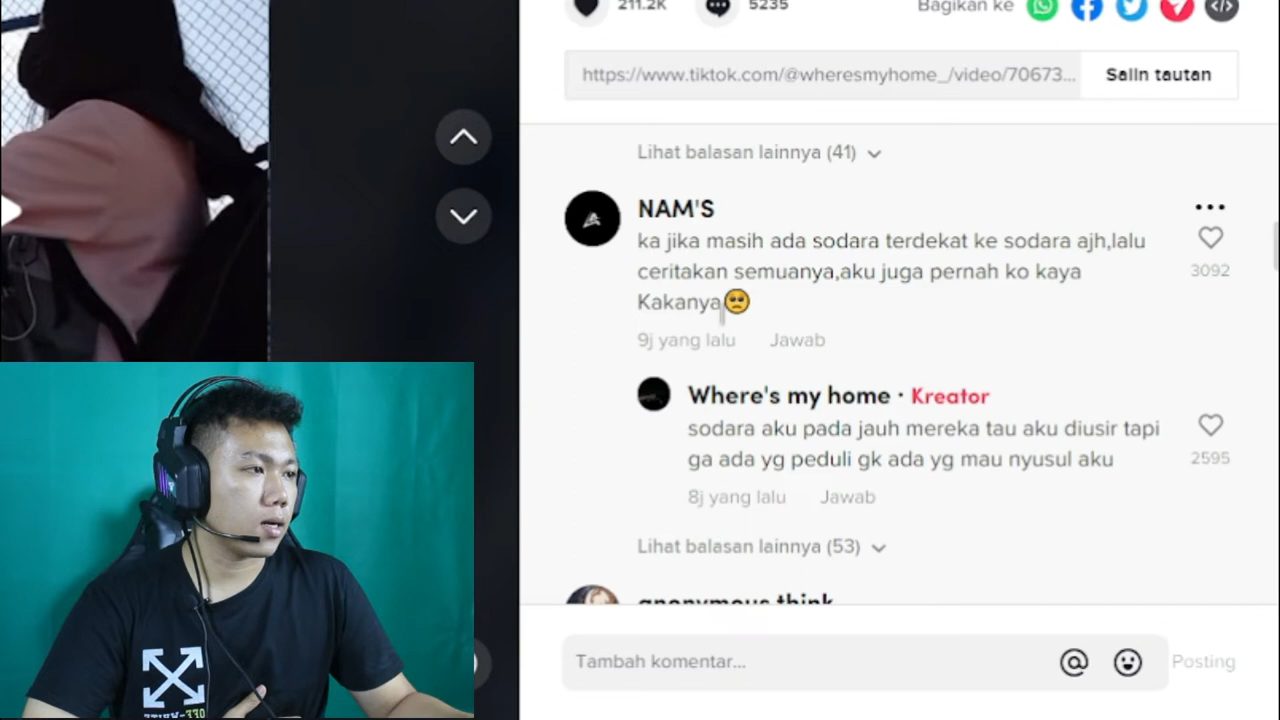 211.2K
5235
Bagikan ke
https://www.tiktok.com/@wheresmyhome_/video/70673...
Salin tautan
Lihat balasan lainnya (41)
NAM'S
ka jika masih ada sodara terdekat ke sodara ajh,lalu
ceritakan semuanya,aku juga pernah ko kaya
Kakanya🥺
3092
9j yang lalu Jawab
Where's my home · Kreator
sodara aku pada jauh mereka tau aku diusir tapi
ga ada yg peduli gk ada yg mau nyusul aku
2595
8j yang lalu Jawab
Lihat balasan lainnya (53)
anonymous think
Tambah komentar...
Posting